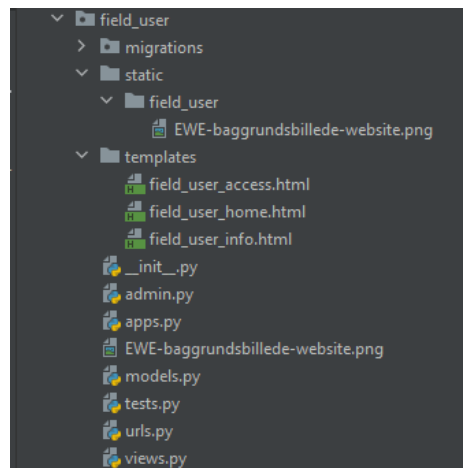 field_user
migrations
static
field_user
EWE-baggrundsbillede-website.png
templates
field_user_access.html
field_user_home.html
field_user_info.html
__init__.py
admin.py
apps.py
EWE-baggrundsbillede-website.png
models.py
tests.py
urls.py
views.py